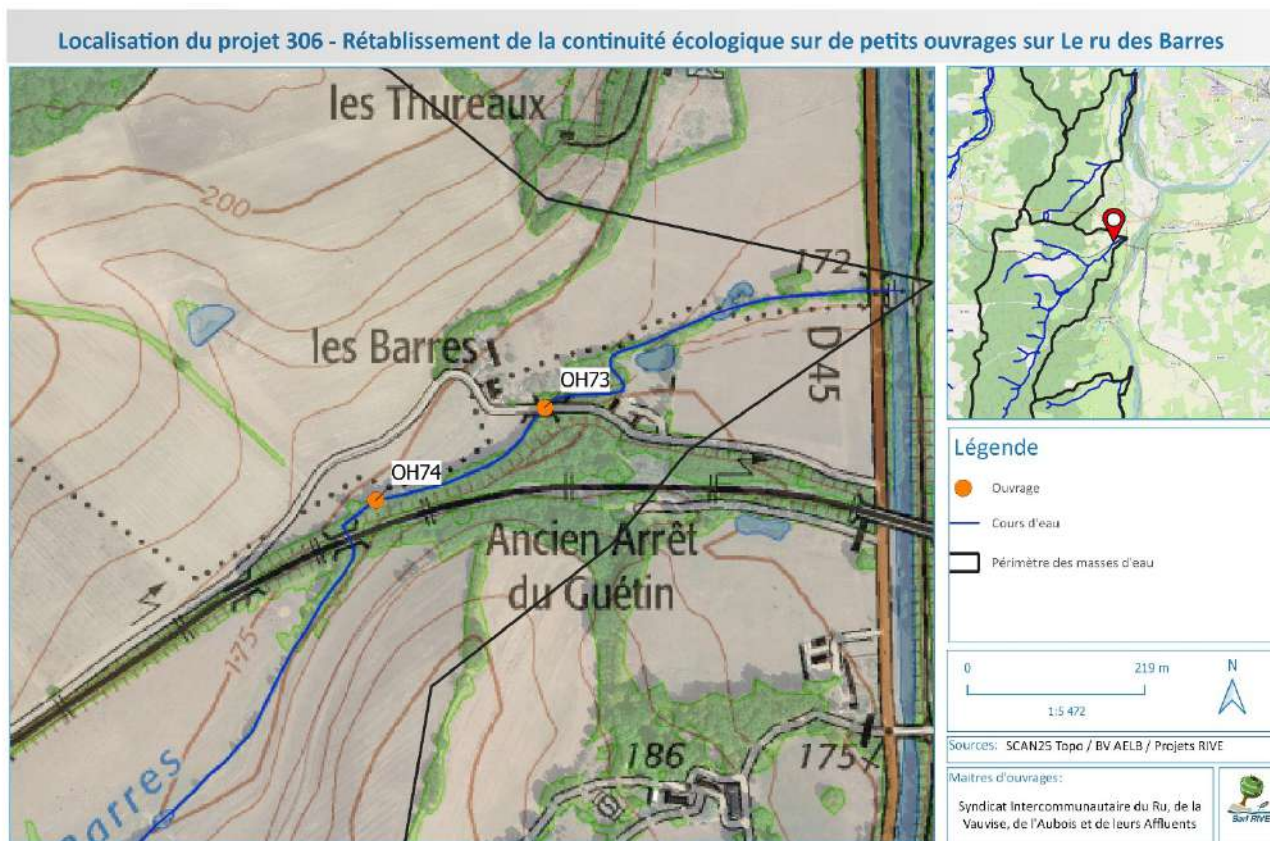 Localisation du projet 306 - Rétablissement de la continuité écologique sur de petits ouvrages sur Le ru des Barres
les Thureaux
200
172
les Barres
OH73
D45
OH74
Ancien Arrêt
du Guétin
175
186
175
Barres
Légende
Ouvrage
Cours d'eau
Périmètre des masses d'eau
0
219 m
N
1:5 472
Sources: SCAN25 Topo / BV AELB / Projets RIVE
Maitres d'ouvrages:
Syndicat Intercommunautaire du Ru, de la
Vauvise, de l'Aubois et de leurs Affluents